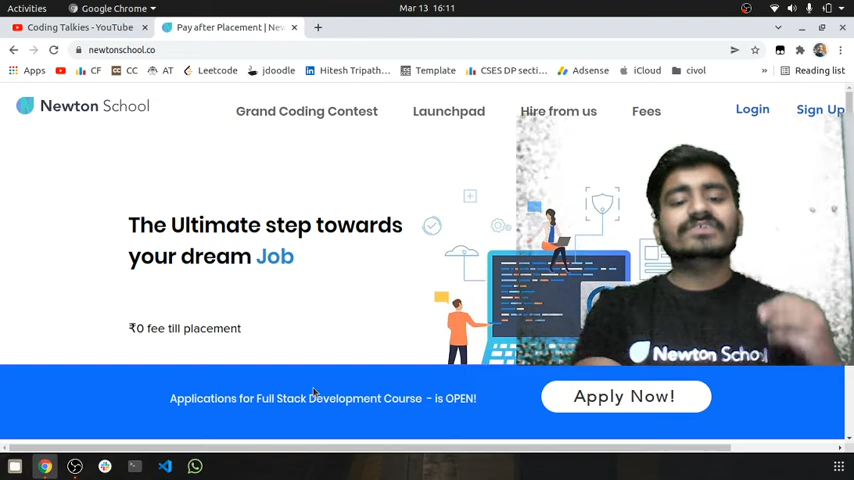 Activities
Google Chrome
Mar 13 16:11
Coding Talkies - YouTube
Pay after Placement | New
newtonschool.co
Apps
CF
CC
AT
Leetcode
jdoodle
Hitesh Tripath...
Template
CSES DP secti...
Adsense
iCloud
civol
»
Reading list
Newton School
Grand Coding Contest
Launchpad
Hire from us
Fees
Login
Sign Up
The Ultimate step towards
your dream Job
₹0 fee till placement
Newton School
Applications for Full Stack Development Course - is OPEN!
Apply Now!